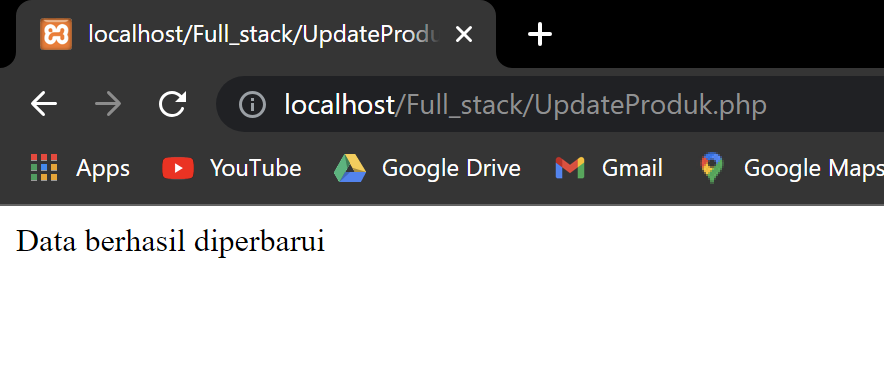 localhost/Full_stack/UpdateProdu
localhost/Full_stack/UpdateProduk.php
Apps YouTube Google Drive Gmail Google Maps
Data berhasil diperbarui